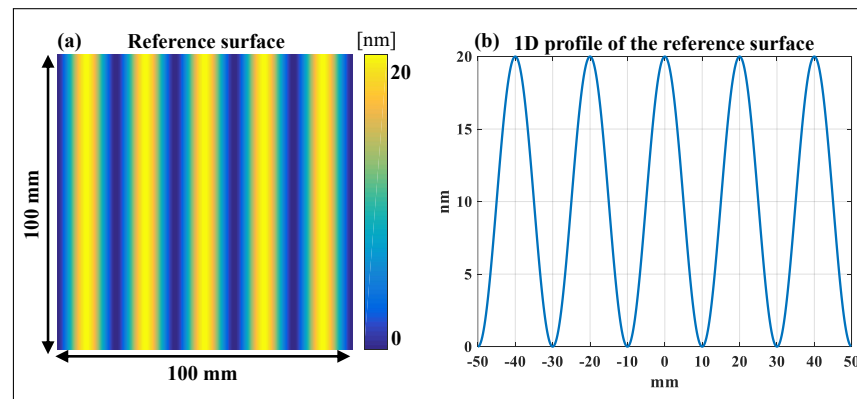 (a) Reference surface [nm]
20
0
100 mm
100 mm
(b) 1D profile of the reference surface
20
15
10
5
0
nm
-50 -40 -30 -20 -10 0 10 20 30 40 50
mm